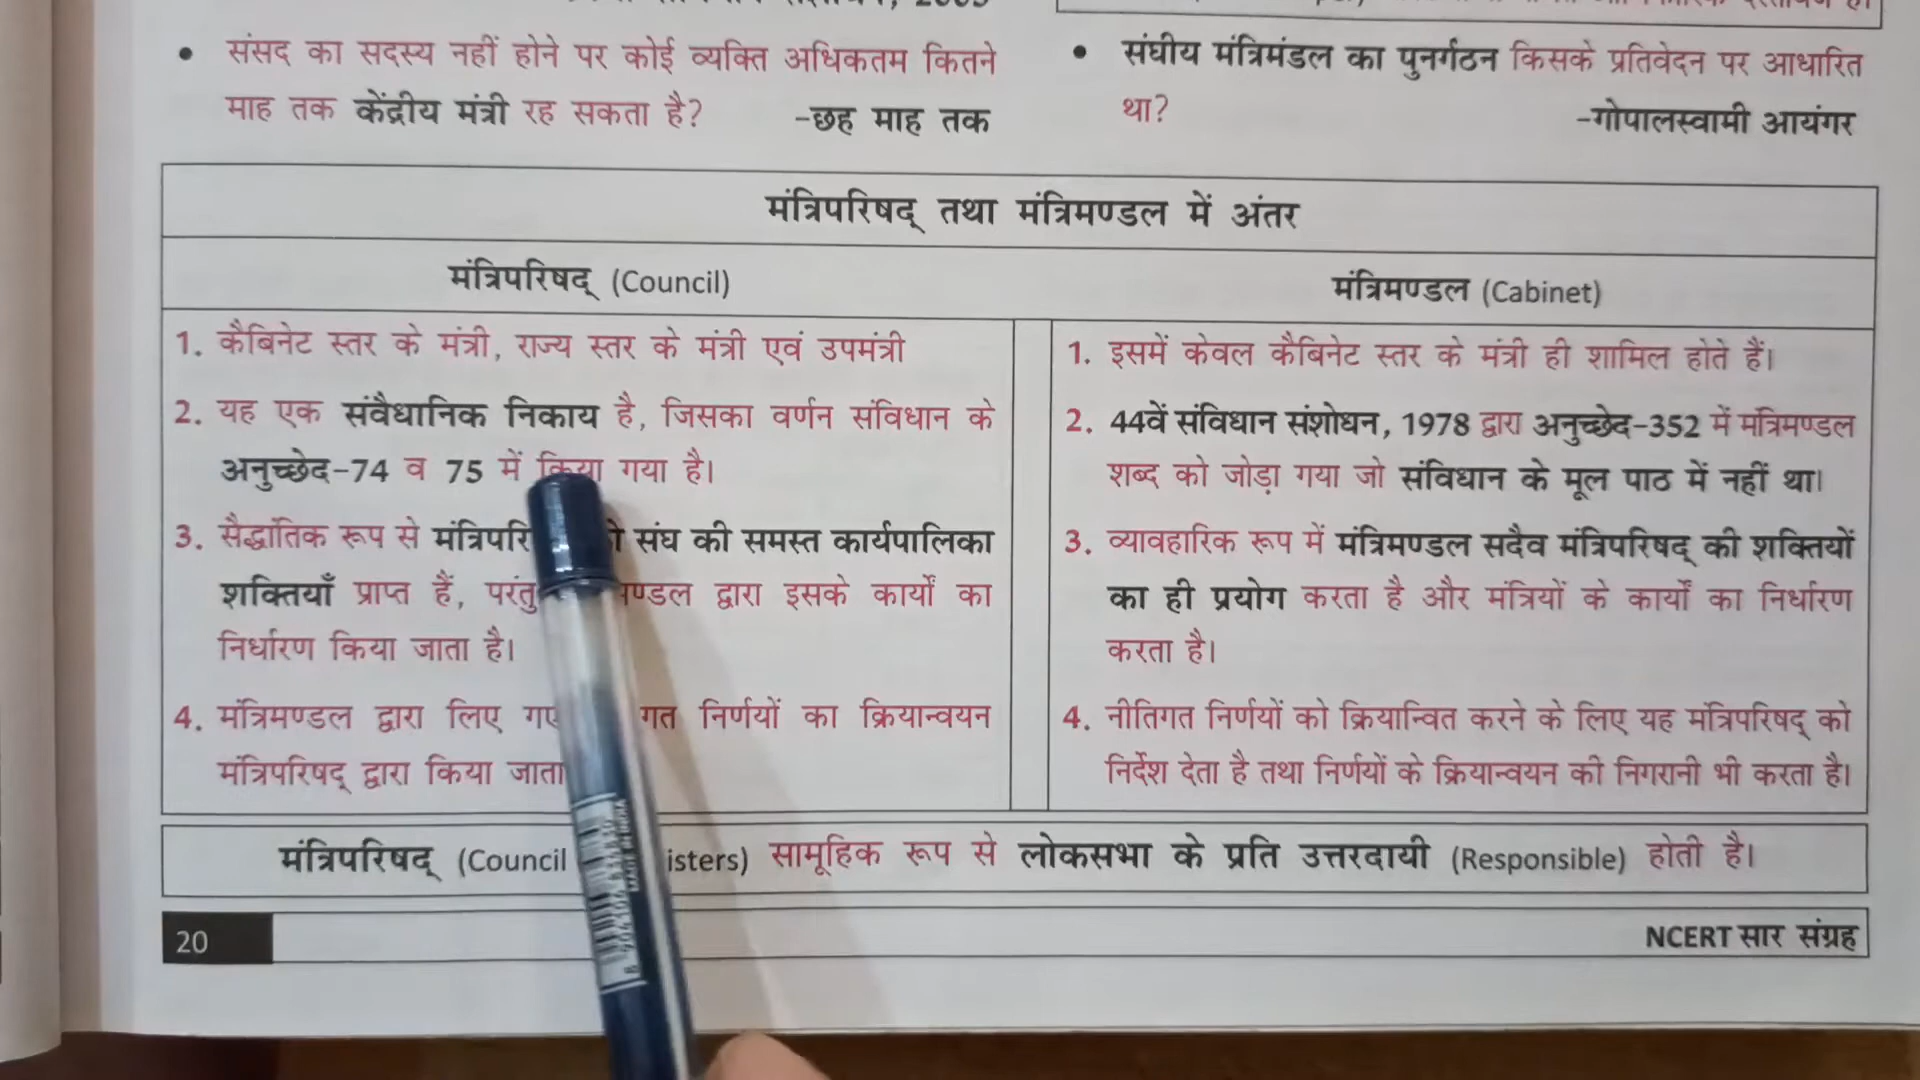 संसद का सदस्य नहीं होने पर कोई व्यक्ति अधिकतम कितने
माह तक केंद्रीय मंत्री रह सकता है? -छह माह तक
संघीय मंत्रिमंडल का पुनर्गठन किसके प्रतिवेदन पर आधारित
था? -गोपालस्वामी आयंगर
मंत्रिपरिषद् तथा मंत्रिमण्डल में अंतर
मंत्रिपरिषद् (Council)
1. कैबिनेट स्तर के मंत्री, राज्य स्तर के मंत्री एवं उपमंत्री
2. यह एक संवैधानिक निकाय है, जिसका वर्णन संविधान के
अनुच्छेद-74 व 75 में किया गया है।
3. सैद्धांतिक रूप से संघ की समस्त कार्यपालिका
शक्तियाँ प्राप्त हैं, परंतु द्वारा इसके कार्यों का
निर्धारण किया जाता है।
4. मंत्रिमण्डल द्वारा लिए निर्णयों का क्रियान्वयन
मंत्रिपरिषद् द्वारा किया जाता
मंत्रिमण्डल (Cabinet)
1. इसमें केवल कैबिनेट स्तर के मंत्री ही शामिल होते हैं।
2. 44वें संविधान संशोधन, 1978 द्वारा अनुच्छेद-352 में मंत्रिमण्डल
शब्द को जोड़ा गया जो संविधान के मूल पाठ में नहीं था।
3. व्यावहारिक रूप में मंत्रिमण्डल सदैव मंत्रिपरिषद् की शक्तियों
का ही प्रयोग करता है और मंत्रियों के कार्यों का निर्धारण
करता है।
4. नीतिगत निर्णयों को क्रियान्वित करने के लिए यह मंत्रिपरिषद् को
निर्देश देता है तथा निर्णयों के क्रियान्वयन की निगरानी भी करता है।
मंत्रिपरिषद् (Council सामूहिक रूप से लोकसभा के प्रति उत्तरदायी (Responsible) होती है।
20
NCERT सार संग्रह